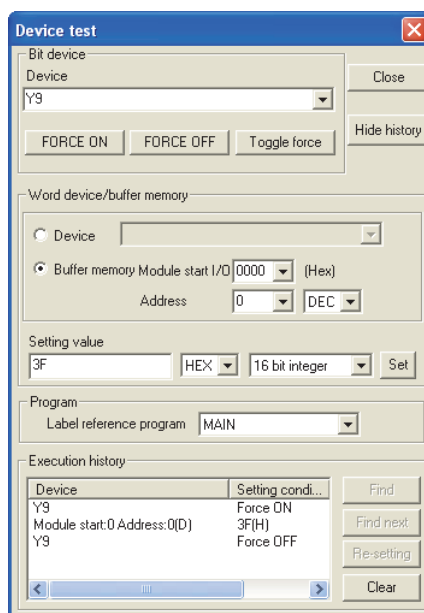 Device test
Bit device
Device
Close
Y9
FORCE ON FORCE OFF Toggle force
Hide history
Word device/buffer memory
Device
Buffer memory Module start I/O 0000 (Hex)
Address 0 DEC
Setting value
3F HEX 16 bit integer Set
Program
Label reference program MAIN
Execution history
Device Setting condi...
Y9 Force ON
Module start:0 Address:0(D) 3F(H)
Y9 Force OFF
Find
Find next
Re-setting
Clear